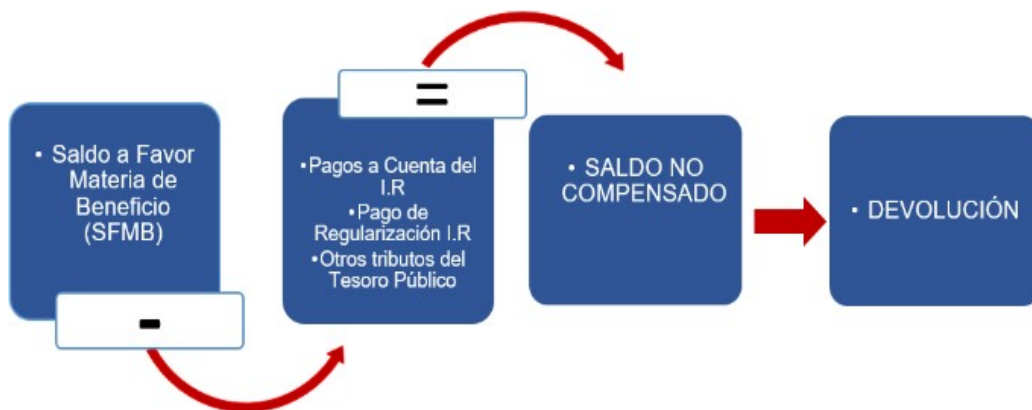 • Saldo a Favor
Materia de
Beneficio
(SFMB)
-
=
•Pagos a Cuenta del
I.R
•Pago de
Regularización I.R
•Otros tributos del
Tesoro Público
• SALDO NO
COMPENSADO
• DEVOLUCIÓN